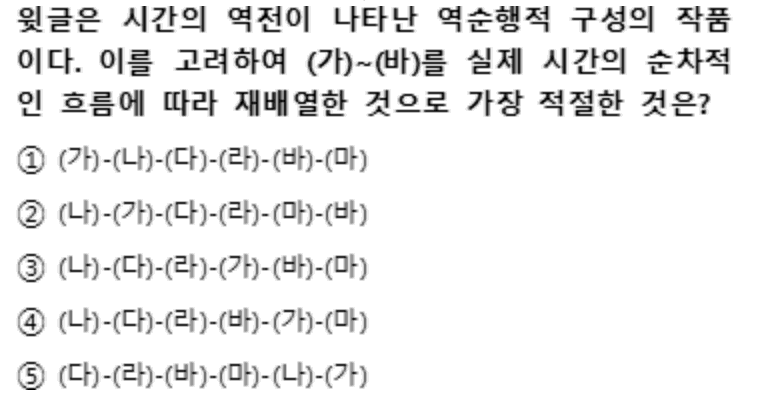 윗글은 시간의 역전이 나타난 역순행적 구성의 작품
이다. 이를 고려하여 (가)~(바)를 실제 시간의 순차적
인 흐름에 따라 재배열한 것으로 가장 적절한 것은?
① (가)-(나)-(다)-(라)-(바)-(마)
② (나)-(가)-(다)-(라)-(마)-(바)
③ (나)-(다)-(라)-(가)-(바)-(마)
④ (나)-(다)-(라)-(바)-(가)-(마)
⑤ (다)-(라)-(바)-(마)-(나)-(가)